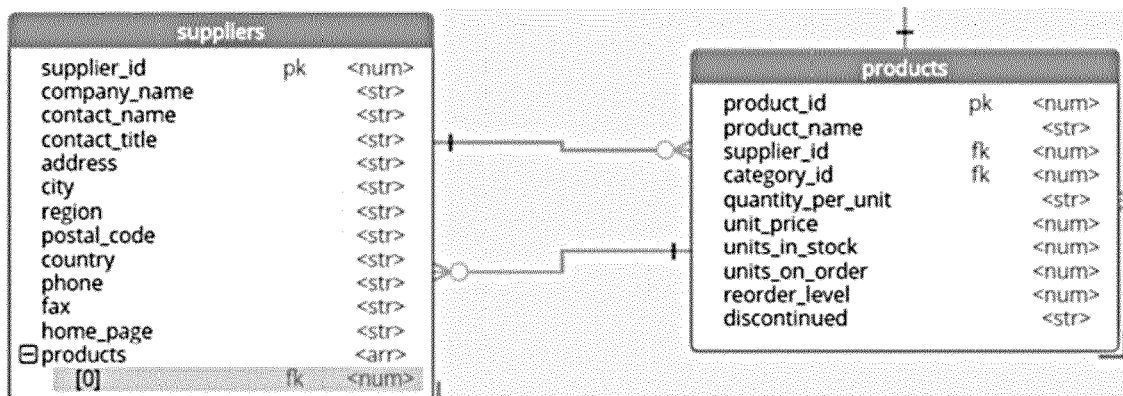 suppliers
supplier_id pk <num>
company_name <str>
contact_name <str>
contact_title <str>
address <str>
city <str>
region <str>
postal_code <str>
country <str>
phone <str>
fax <str>
home_page <str>
products <arr>
[0] fk <num>
products
product_id pk <num>
product_name <str>
supplier_id fk <num>
category_id fk <num>
quantity_per_unit <str>
unit_price <num>
units_in_stock <num>
units_on_order <num>
reorder_level <num>
discontinued <str>